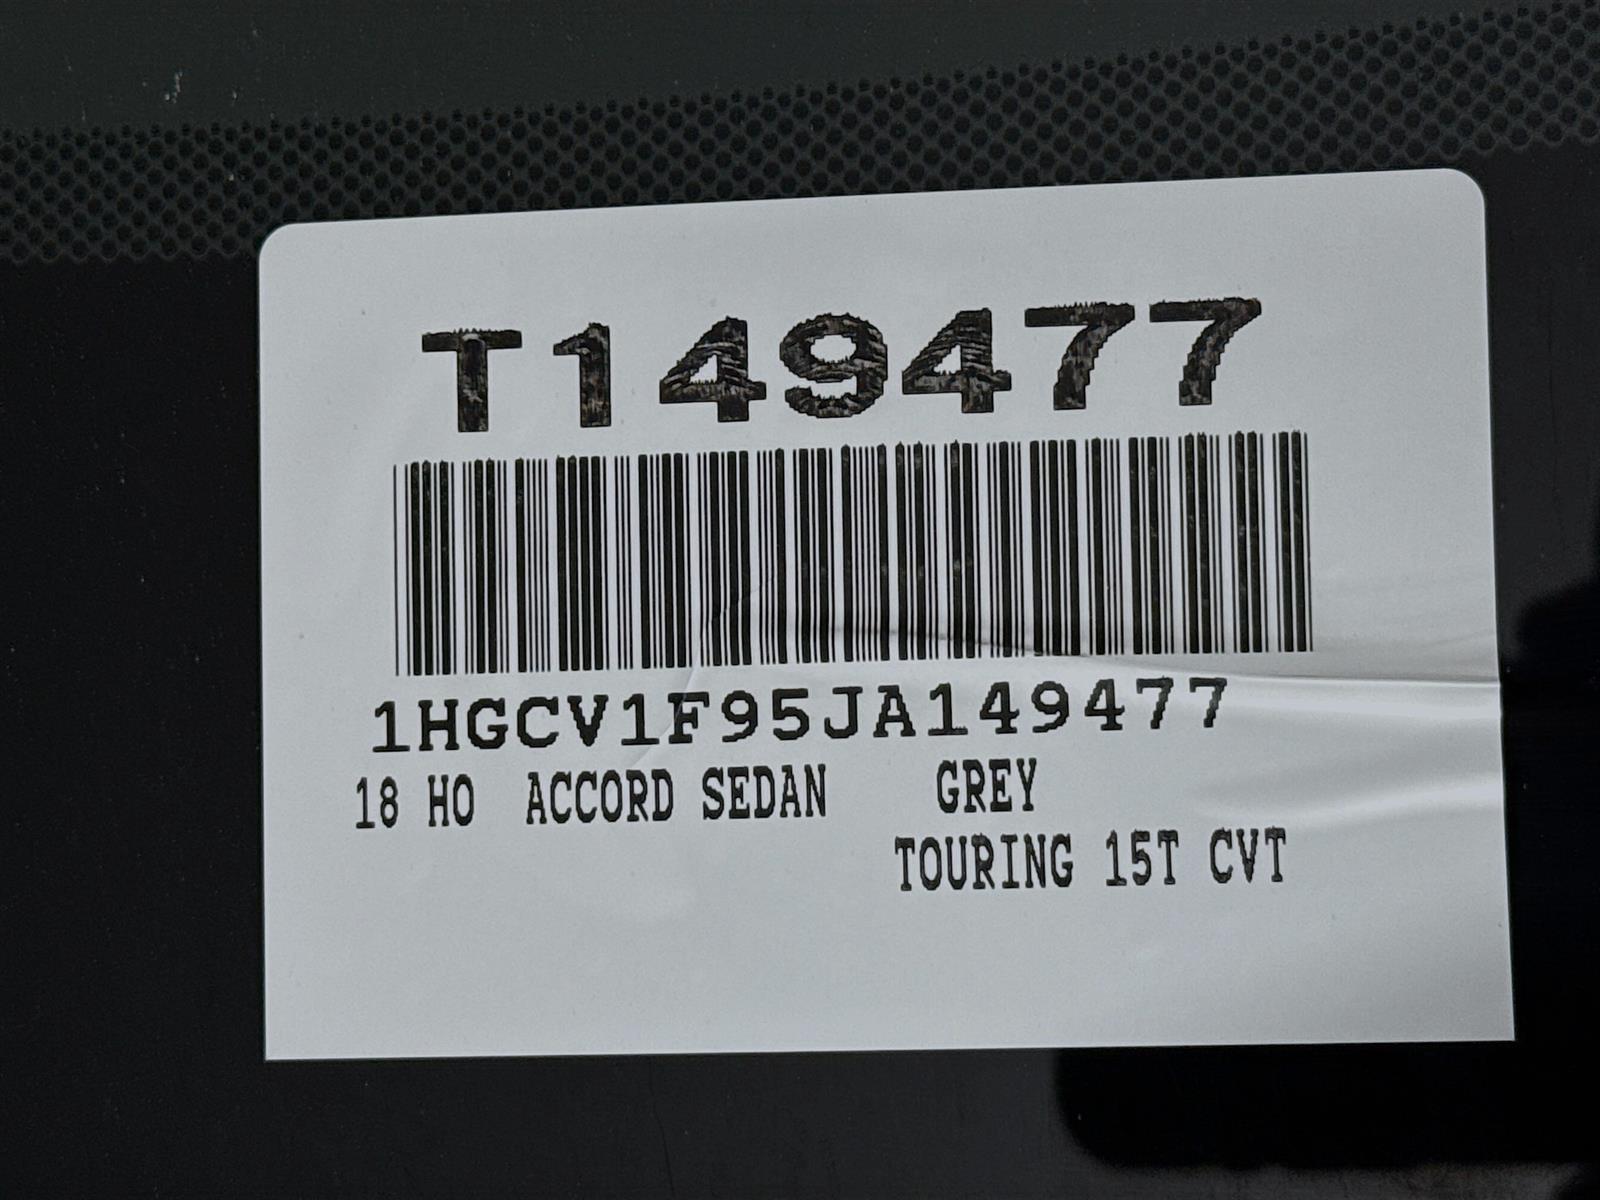 T149477
1HGCV1F95JA149477
18 HO ACCORD SEDAN GREY
TOURING 15T CVT